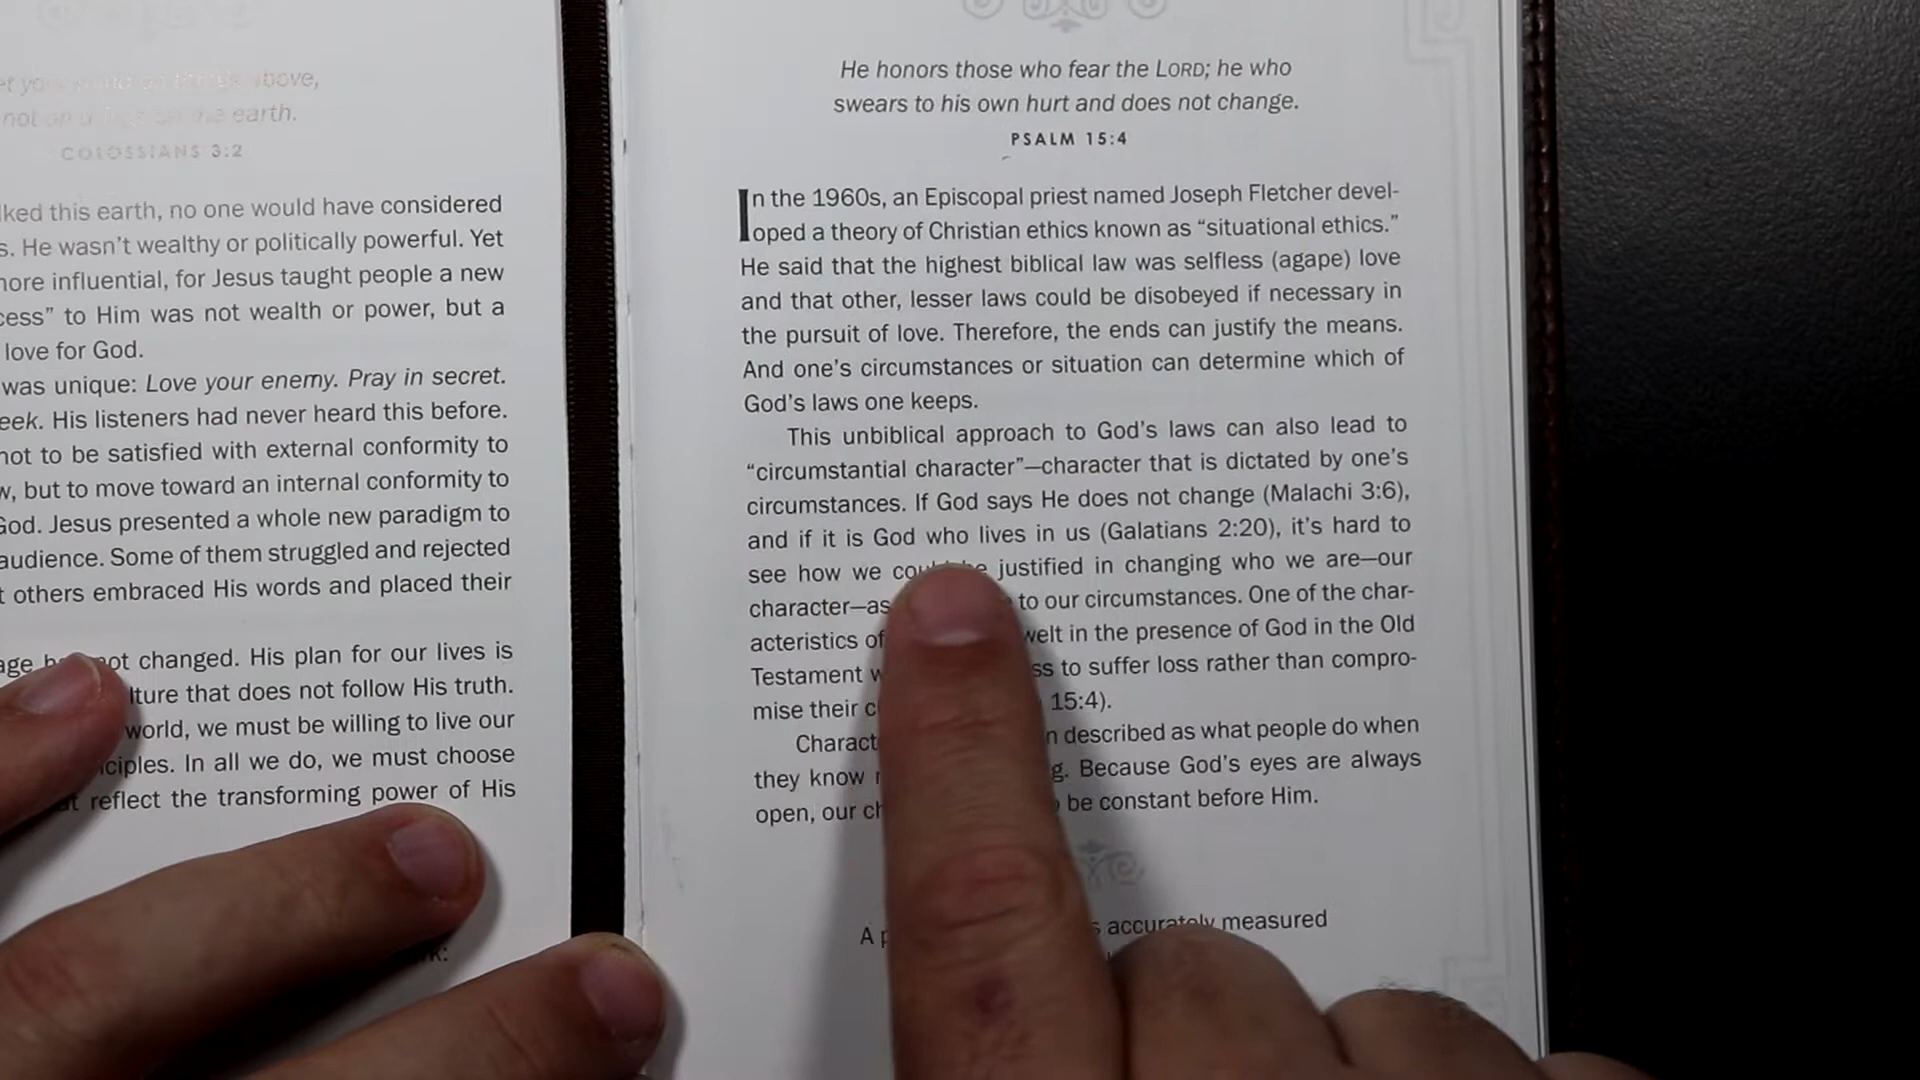 above,
not on earth.
COLOSSIANS 3:2
lked this earth, no one would have considered
s. He wasn't wealthy or politically powerful. Yet
nore influential, for Jesus taught people a new
cess" to Him was not wealth or power, but a
love for God.
was unique: Love your enemy. Pray in secret.
eek. His listeners had never heard this before.
not to be satisfied with external conformity to
w, but to move toward an internal conformity to
God. Jesus presented a whole new paradigm to
audience. Some of them struggled and rejected
t others embraced His words and placed their
age not changed. His plan for our lives is
lture that does not follow His truth.
world, we must be willing to live our
ciples. In all we do, we must choose
at reflect the transforming power of His
He honors those who fear the LORD; he who
swears to his own hurt and does not change.
PSALM 15:4
In the 1960s, an Episcopal priest named Joseph Fletcher devel-
oped a theory of Christian ethics known as “situational ethics.”
He said that the highest biblical law was selfless (agape) love
and that other, lesser laws could be disobeyed if necessary in
the pursuit of love. Therefore, the ends can justify the means.
And one's circumstances or situation can determine which of
God's laws one keeps.
This unbiblical approach to God's laws can also lead to
“circumstantial character”—character that is dictated by one's
circumstances. If God says He does not change (Malachi 3:6),
and if it is God who lives in us (Galatians 2:20), it's hard to
see how we could be justified in changing who we are—our
character—as to our circumstances. One of the char-
acteristics of welt in the presence of God in the Old
Testament w ss to suffer loss rather than compro-
mise their c 15:4).
Charact n described as what people do when
they know g. Because God's eyes are always
open, our ch be constant before Him.
A p s accurately measured